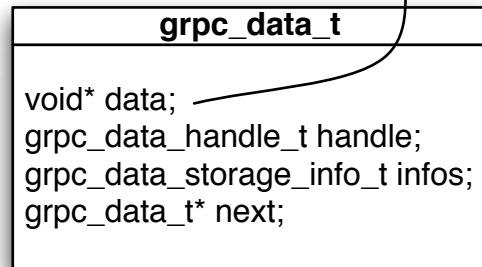 grpc_data_t
void* data;
grpc_data_handle_t handle;
grpc_data_storage_info_t infos;
grpc_data_t* next;